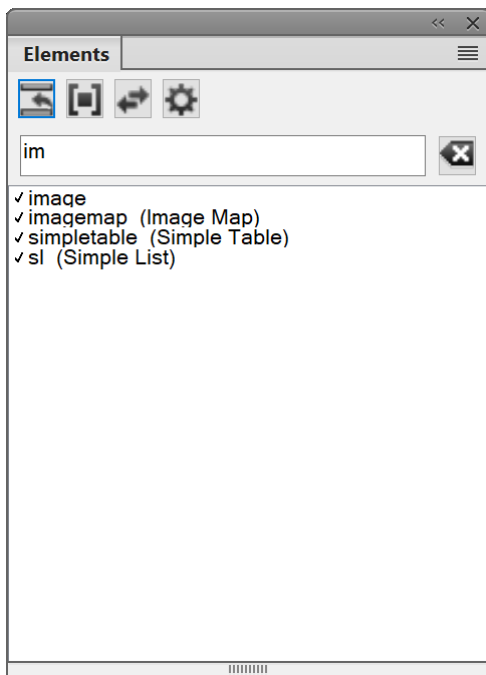 Elements
im
image
imagemap (Image Map)
simpletable (Simple Table)
sl (Simple List)